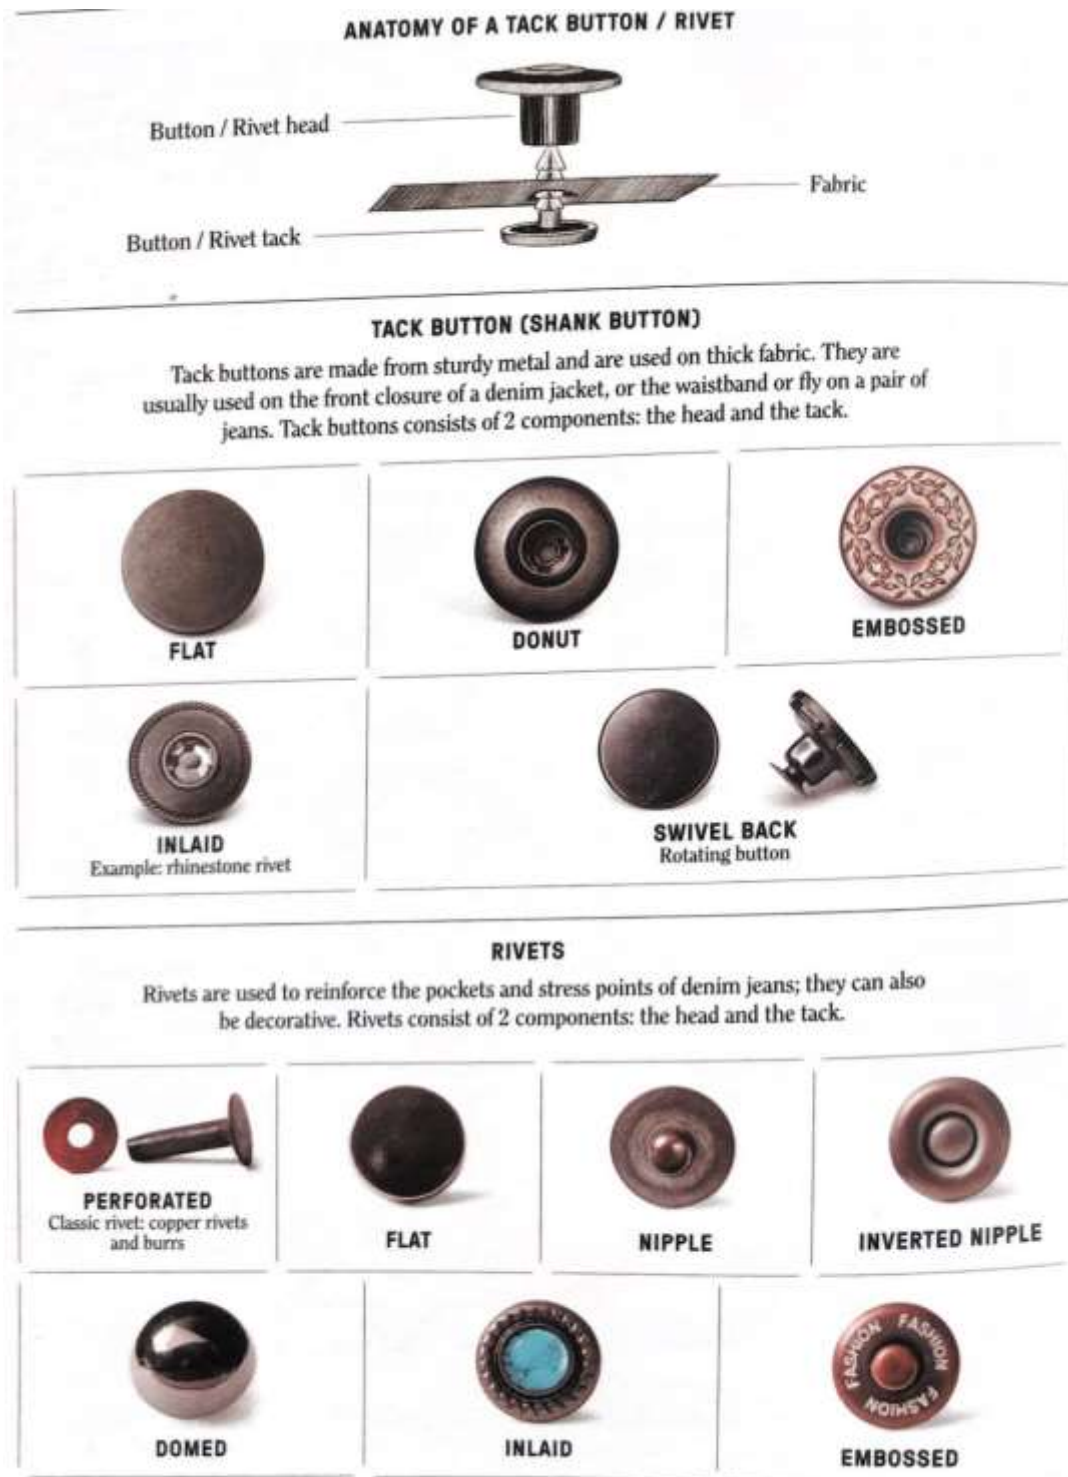 ANATOMY OF A TACK BUTTON / RIVET
Button / Rivet head
Fabric
Button / Rivet tack
TACK BUTTON (SHANK BUTTON)
Tack buttons are made from sturdy metal and are used on thick fabric. They are
usually used on the front closure of a denim jacket, or the waistband or fly on a pair of
jeans. Tack buttons consists of 2 components: the head and the tack.
FLAT
DONUT
EMBOSSED
INLAID
Example: rhinestone rivet
SWIVEL BACK
Rotating button
RIVETS
Rivets are used to reinforce the pockets and stress points of denim jeans; they can also
be decorative. Rivets consist of 2 components: the head and the tack.
PERFORATED
Classic rivet: copper rivets
and burrs
FLAT
NIPPLE
INVERTED NIPPLE
DOMED
INLAID
FASHION FASHION FASHION
EMBOSSED